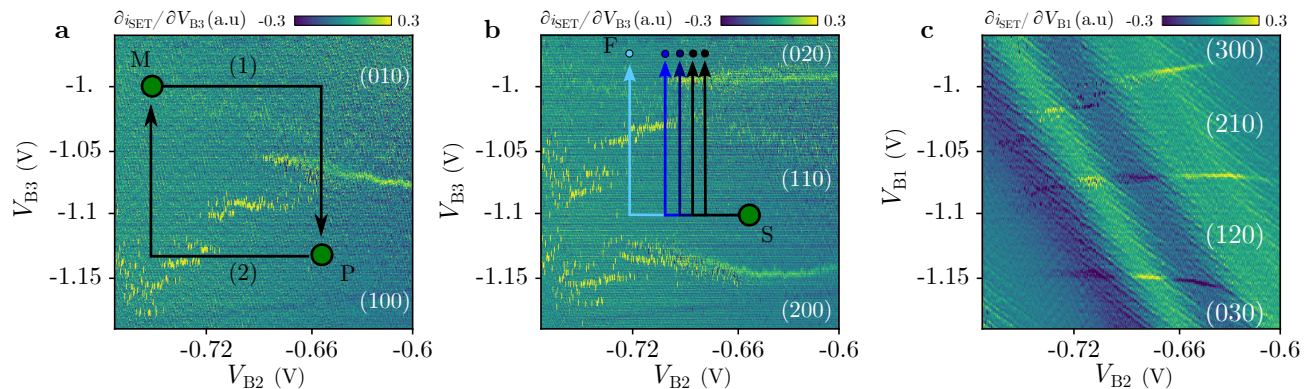 ∂i_SET/∂V_B3(a.u) -0.3 0.3
a
M
(1)
(010)
(2)
P
(100)
-1.
-1.05
-1.1
-1.15
V_B3 (V)
-0.72 -0.66 -0.6
V_B2 (V)
∂i_SET/∂V_B3(a.u) -0.3 0.3
b
F
(020)
(110)
S
(200)
-1.
-1.05
-1.1
-1.15
V_B3 (V)
-0.72 -0.66 -0.6
V_B2 (V)
∂i_SET/∂V_B1(a.u) -0.3 0.3
c
(300)
(210)
(120)
(030)
-1.
-1.05
-1.1
-1.15
V_B1 (V)
-0.72 -0.66 -0.6
V_B2 (V)